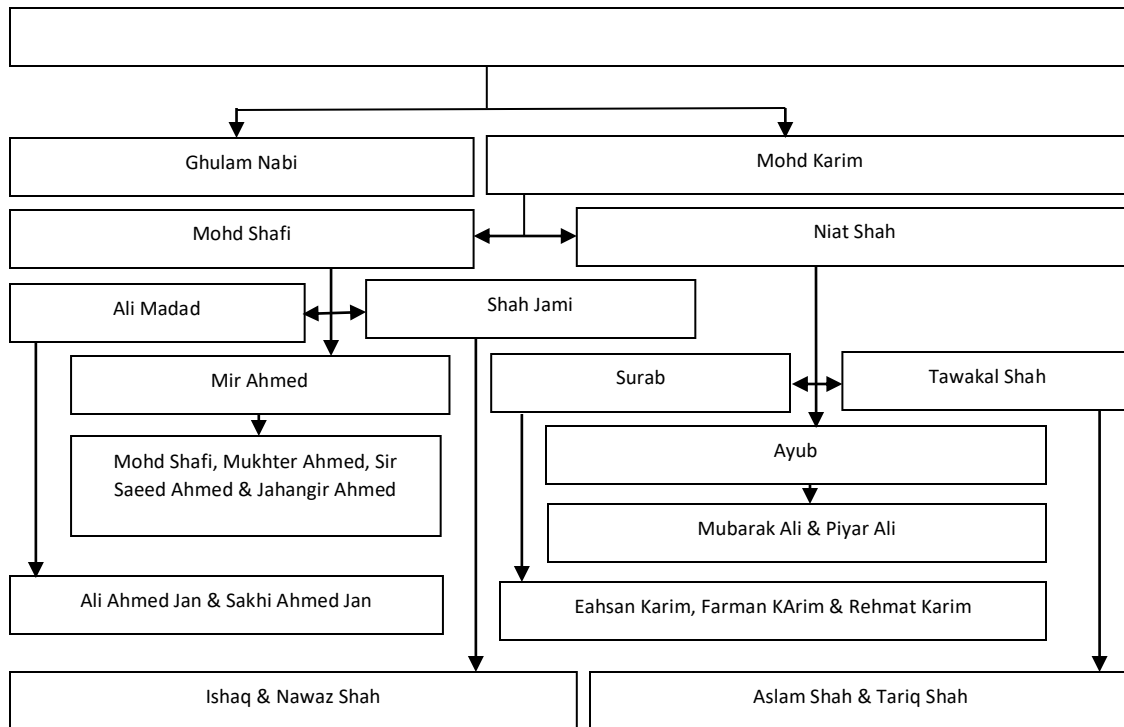 Ghulam Nabi
Mohd Karim
Mohd Shafi
Niat Shah
Ali Madad
Shah Jami
Mir Ahmed
Surab
Tawakal Shah
Mohd Shafi, Mukhter Ahmed, Sir
Saeed Ahmed & Jahangir Ahmed
Ayub
Mubarak Ali & Piyar Ali
Ali Ahmed Jan & Sakhi Ahmed Jan
Eahsan Karim, Farman KArim & Rehmat Karim
Ishaq & Nawaz Shah
Aslam Shah & Tariq Shah